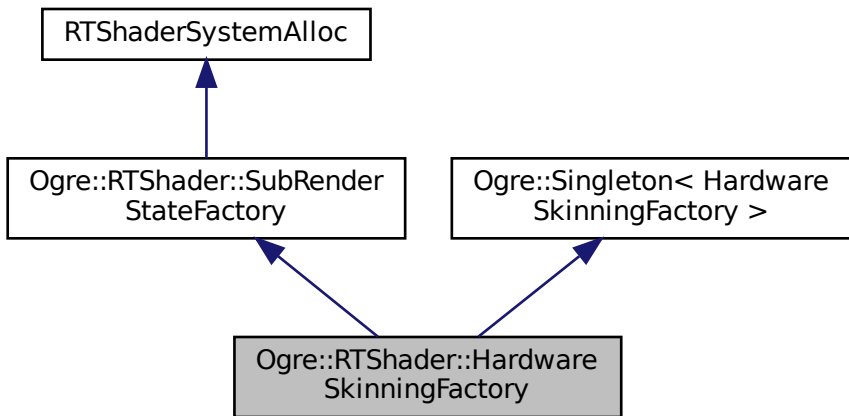 RTShaderSystemAlloc
Ogre::RTShader::SubRender
StateFactory
Ogre::Singleton< Hardware
SkinningFactory >
Ogre::RTShader::Hardware
SkinningFactory